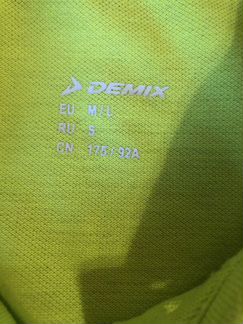 DEMIX
EU M / L
RU S
CN 175 / 92A